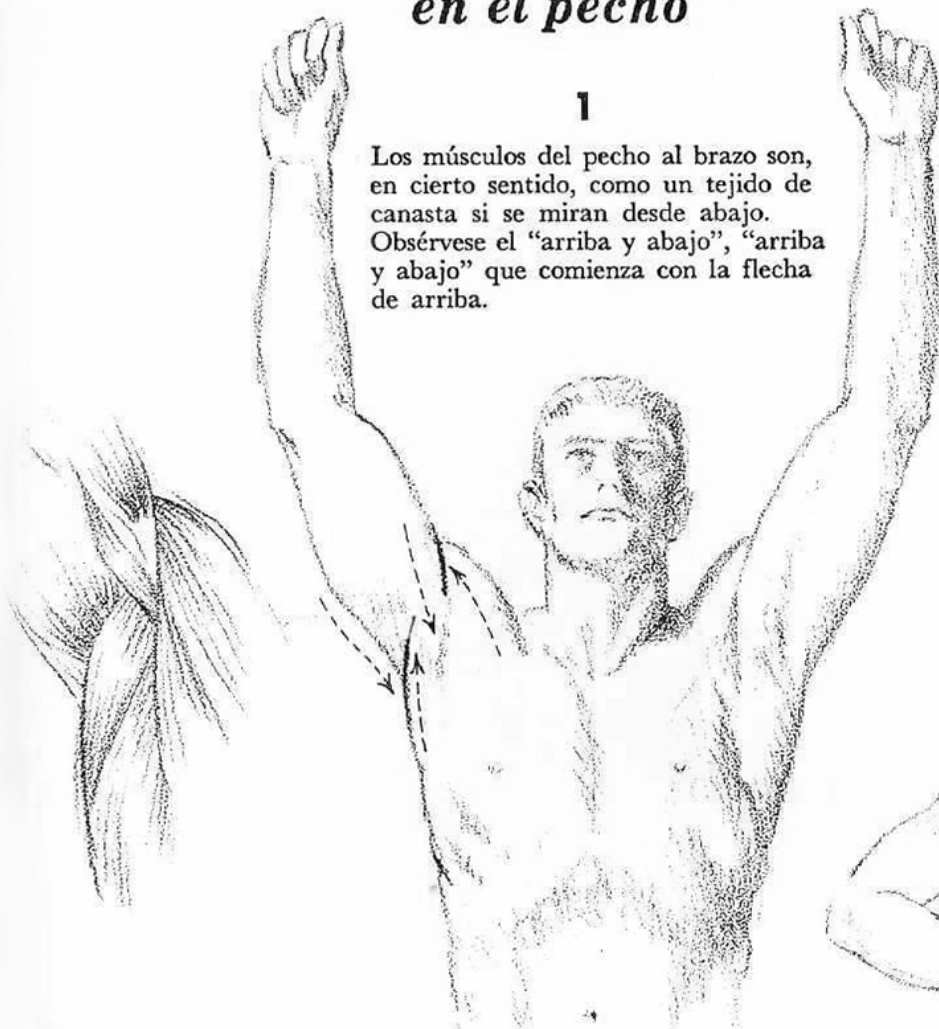 en el pecho
1
Los músculos del pecho al brazo son,
en cierto sentido, como un tejido de
canasta si se miran desde abajo.
Obsérvese el “arriba y abajo”, “arriba
y abajo” que comienza con la flecha
de arriba.